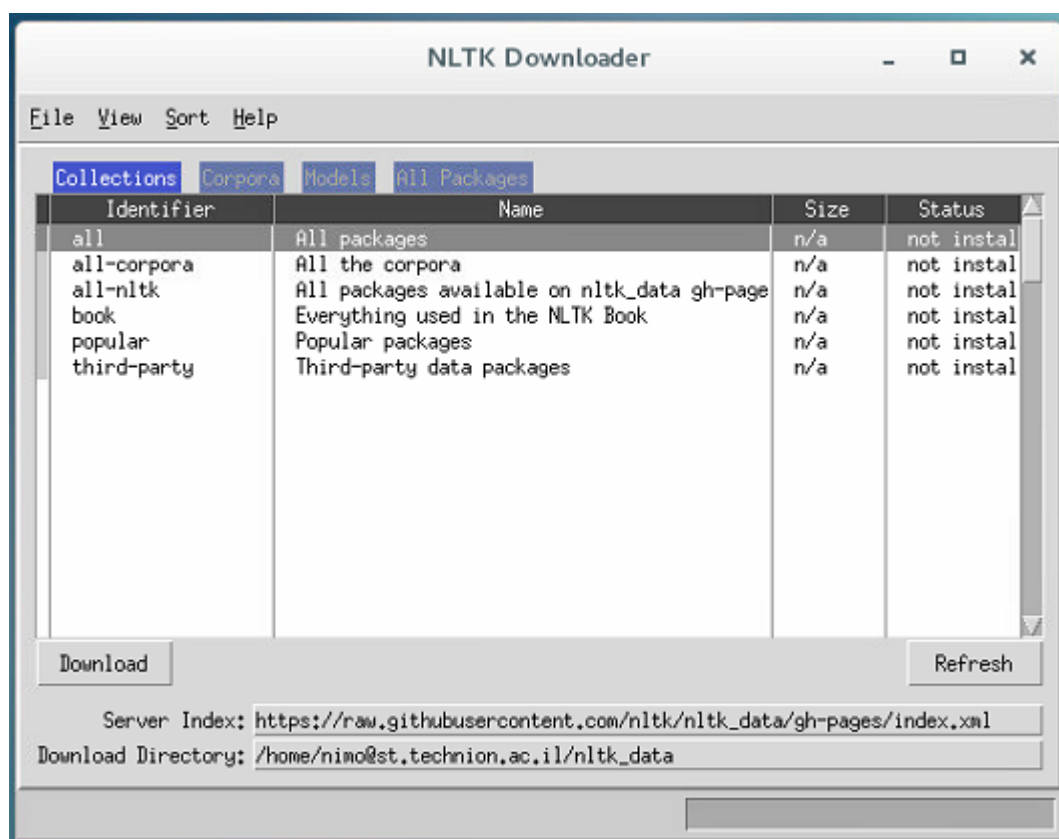 NLTK Downloader
File View Sort Help
Collections Corpora Models All Packages
Identifier Name Size Status
all All packages n/a not instal
all-corpora All the corpora n/a not instal
all-nltk All packages available on nltk_data gh-page n/a not instal
book Everything used in the NLTK Book n/a not instal
popular Popular packages n/a not instal
third-party Third-party data packages n/a not instal
Download Refresh
Server Index: https://raw.githubusercontent.com/nltk/nltk_data/gh-pages/index.xml
Download Directory: /home/nimo@st.technion.ac.il/nltk_data